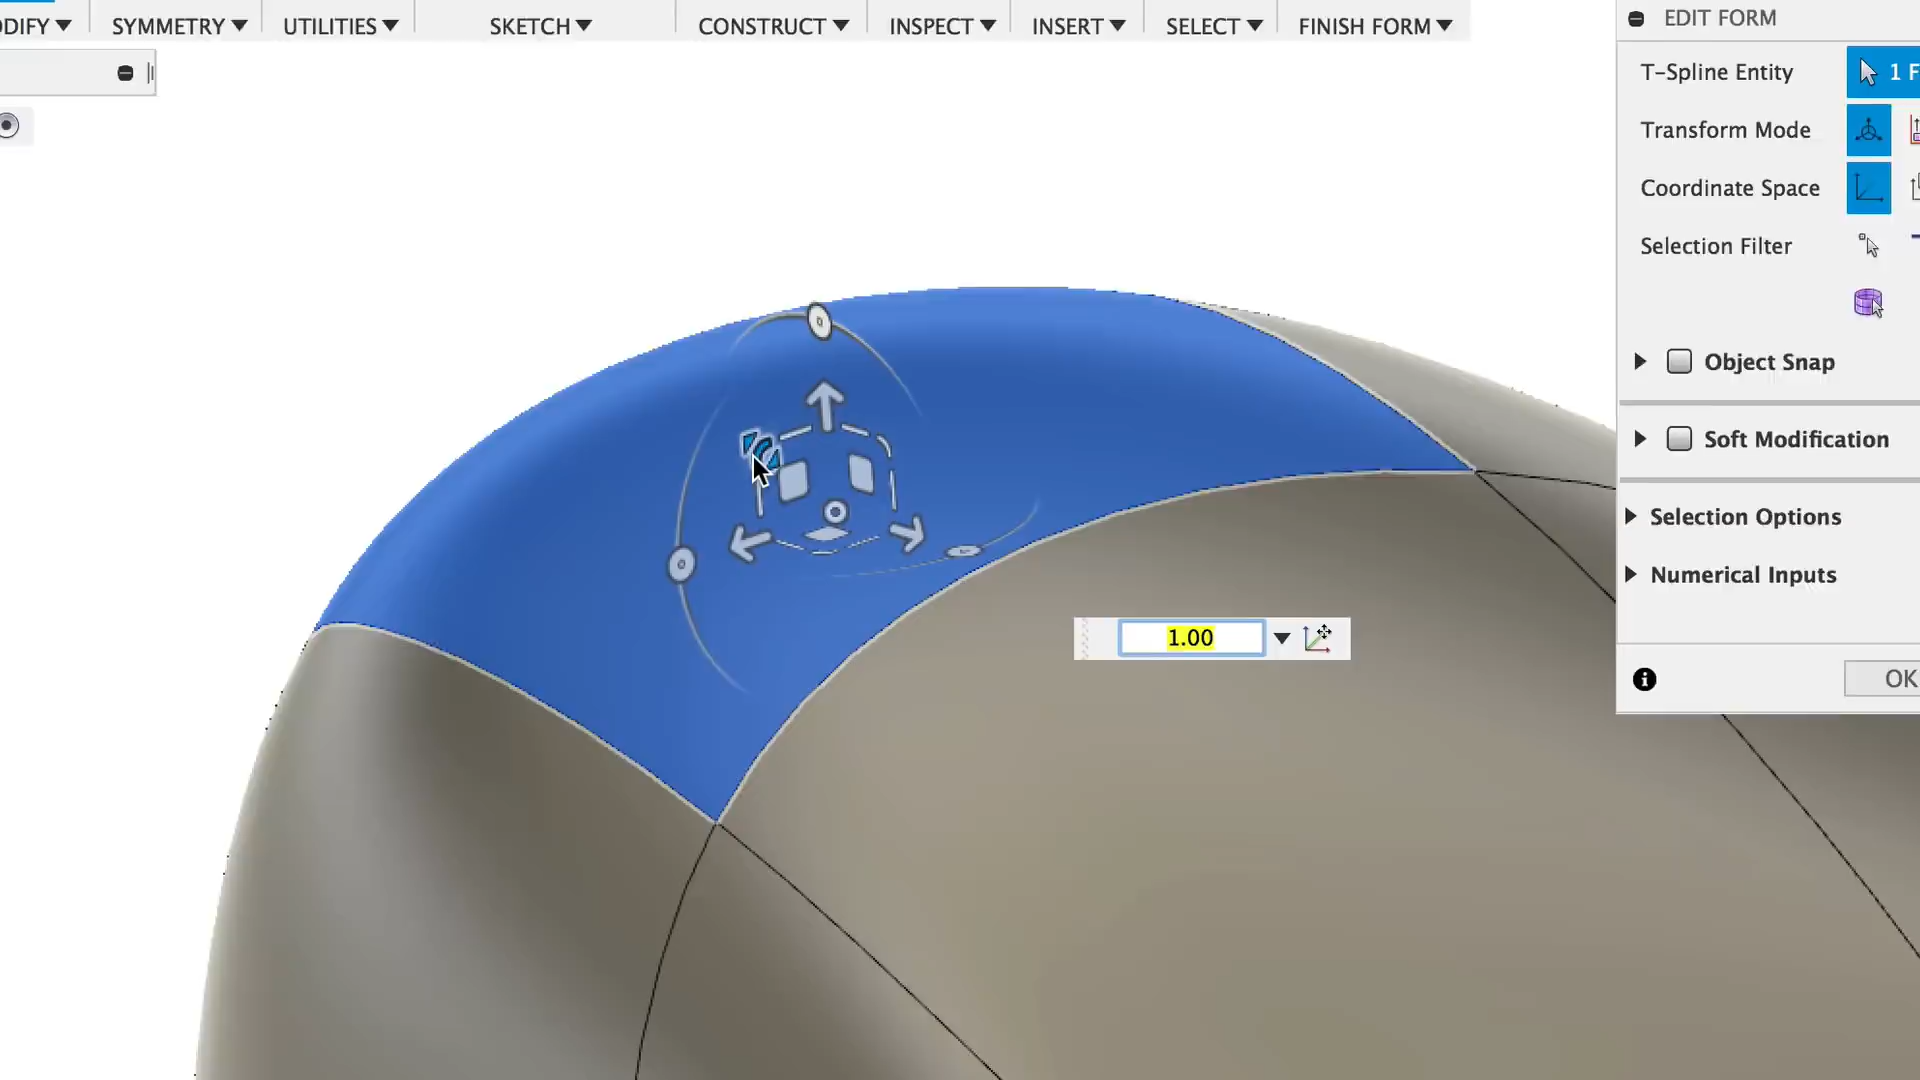 ODIFY SYMMETRY UTILITIES SKETCH CONSTRUCT INSPECT INSERT SELECT FINISH FORM
EDIT FORM
T-Spline Entity 1 F
Transform Mode
Coordinate Space
Selection Filter
Object Snap
Soft Modification
Selection Options
Numerical Inputs
1.00
OK